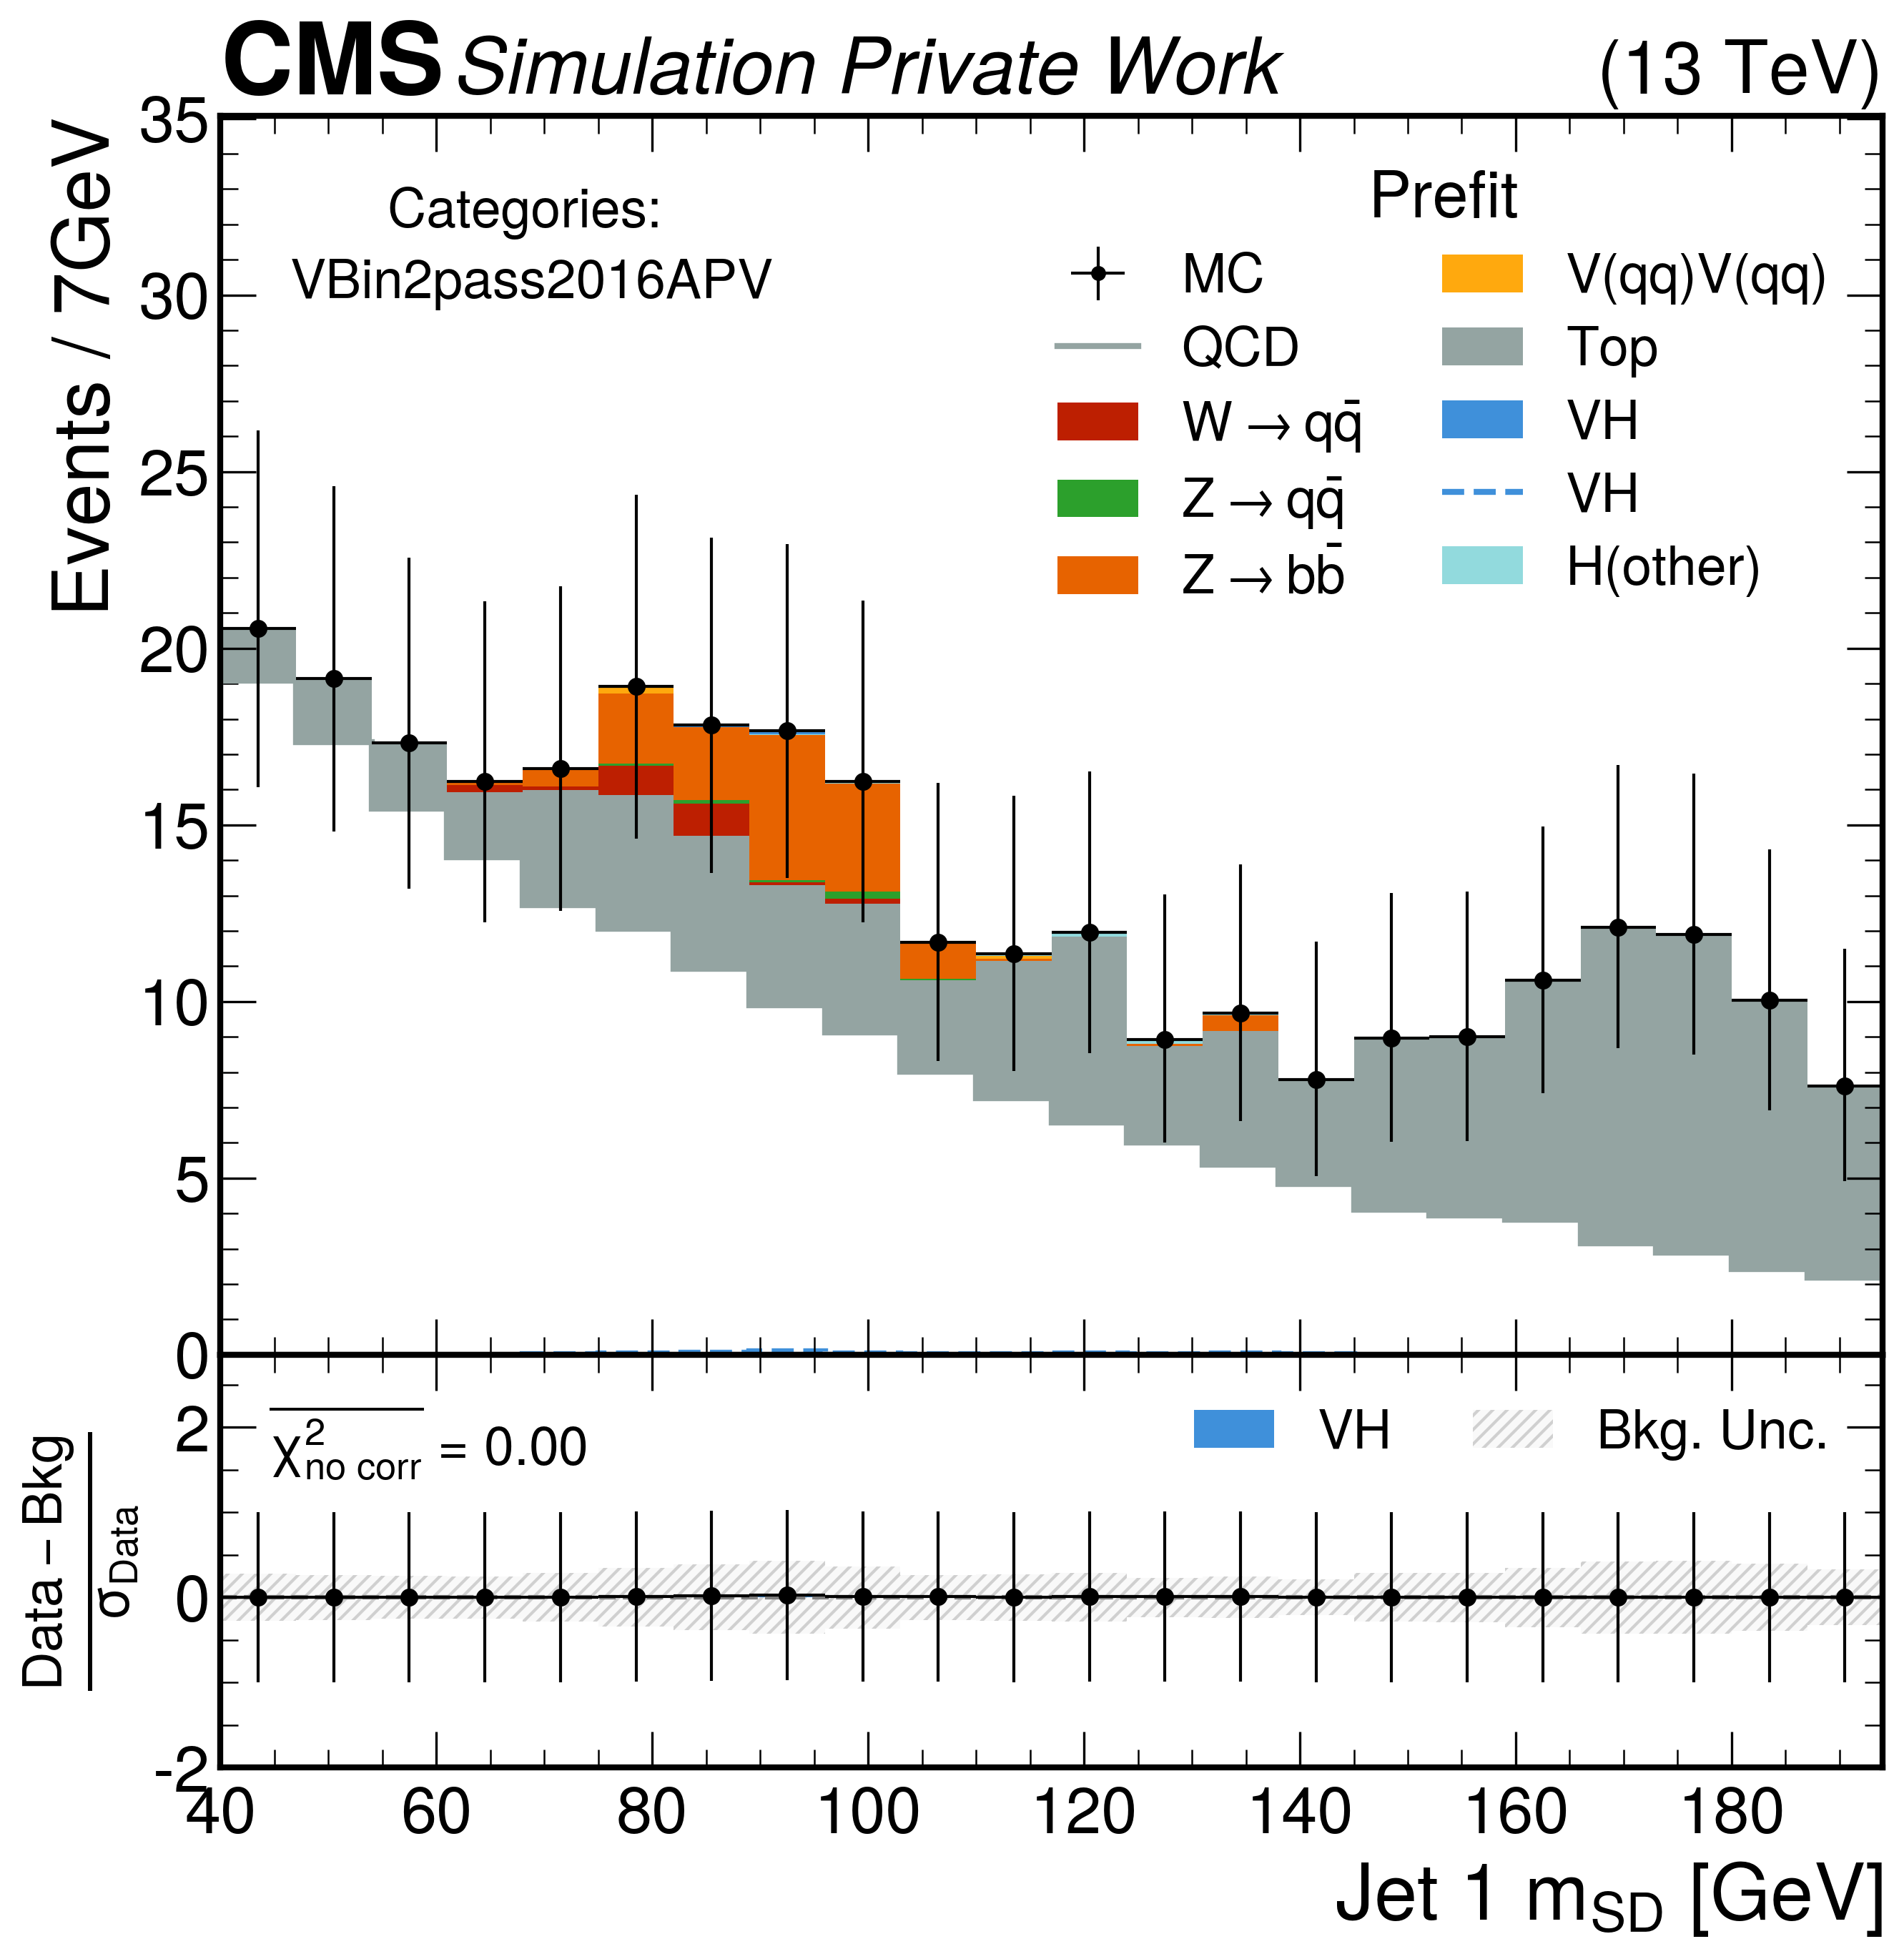 CMS Simulation Private Work (13 TeV)
Events / 7GeV
35
30
25
20
15
10
5
0
Categories:
VBin2pass2016APV
Prefit
MC
QCD
W → qq̄
Z → qq̄
Z → bb̄
V(qq)V(qq)
Top
VH
VH
H(other)
Data − Bkg
σData
2
0
-2
χ²no corr = 0.00
VH
Bkg. Unc.
40 60 80 100 120 140 160 180
Jet 1 mSD [GeV]